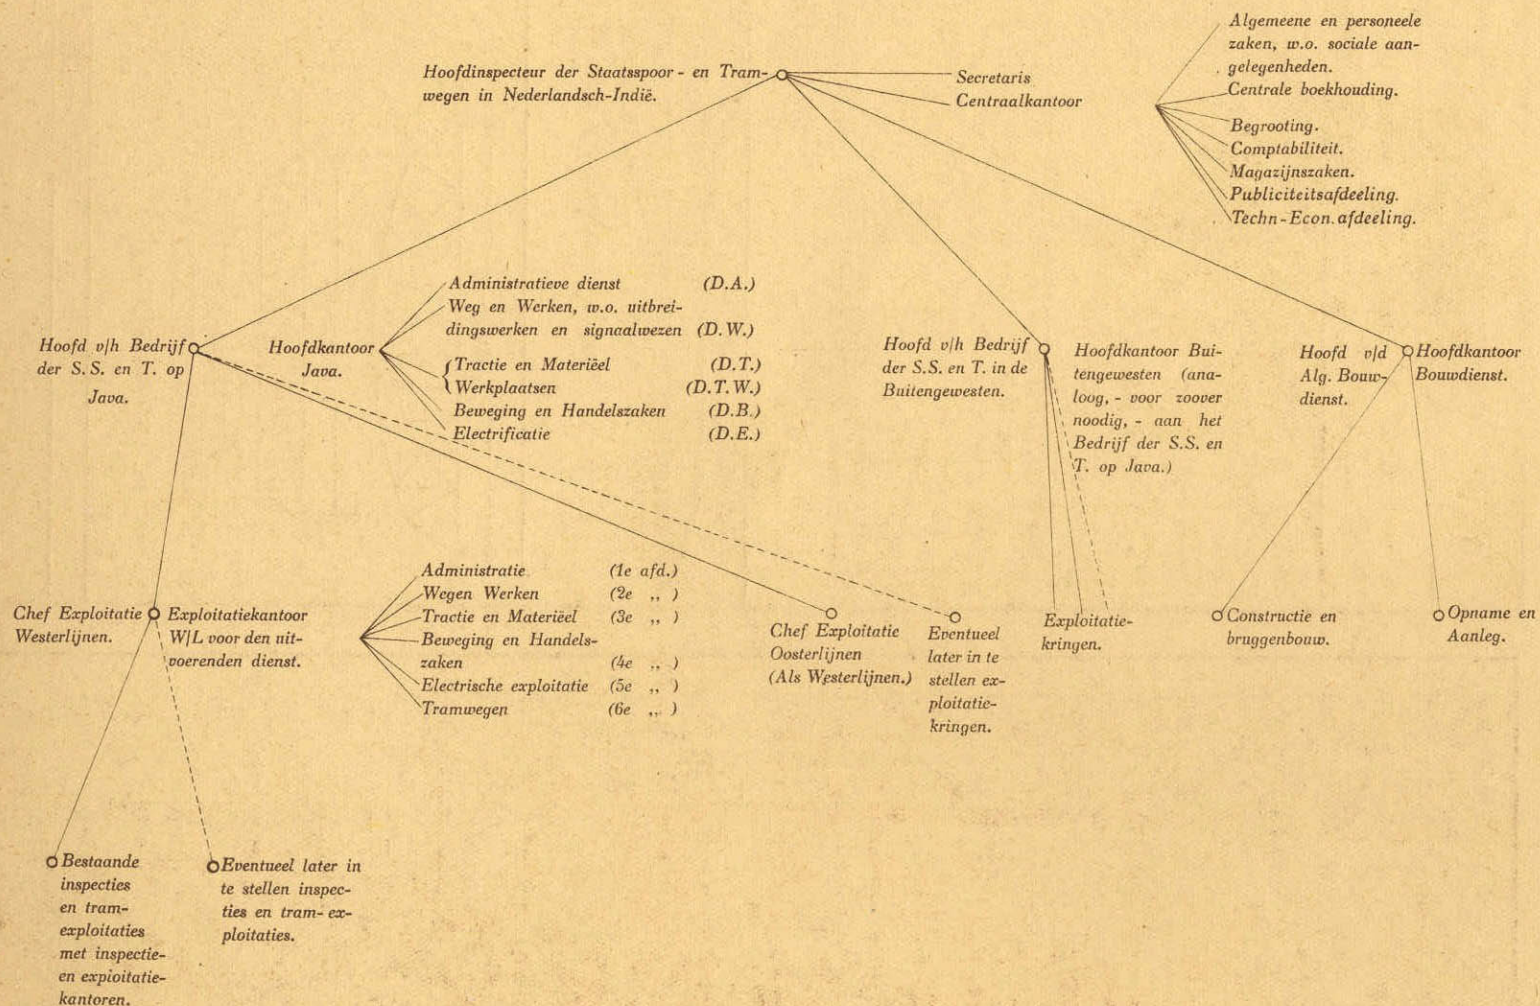 Hoofdinspecteur der Staatsspoor- en Tram-
wegen in Nederlandsch-Indië.
Secretaris
Centraalkantoor
Algemeene en personeele
zaken, w.o. sociale aan-
gelegenheden.
Centrale boekhouding.
Begrooting.
Comptabiliteit.
Magazijnszaken.
Publiciteitsafdeeling.
Techn-Econ. afdeeling.
Hoofd v/h Bedrijf
der S.S. en T. op
Java.
Hoofdkantoor
Java.
Administratieve dienst (D.A.)
Weg en Werken, w.o. uitbrei-
dingswerken en signaalwezen (D.W.)
Tractie en Materiëel (D.T.)
Werkplaatsen (D.T.W.)
Beweging en Handelszaken (D.B.)
Electrificatie (D.E.)
Hoofd v/h Bedrijf
der S.S. en T. in de
Buitengewesten.
Hoofdkantoor Bui-
tengewesten (ana-
loog, - voor zoover
noodig, - aan het
Bedrijf der S.S. en
T. op Java.)
Hoofd v/d
Alg. Bouw-
dienst.
Hoofdkantoor
Bouwdienst.
Chef Exploitatie
Westerlijnen.
Exploitatiekantoor
W/L voor den uit-
voerenden dienst.
Administratie (1e afd.)
Wegen Werken (2e ,, )
Tractie en Materiëel (3e ,, )
Beweging en Handels-
zaken (4e ,, )
Electrische exploitatie (5e ,, )
Tramwegen (6e ,, )
Chef Exploitatie
Oosterlijnen
(Als Westerlijnen.)
Eventueel
later in te
stellen ex-
ploitatie-
kringen.
Exploitatie-
kringen.
Constructie en
bruggenbouw.
Opname en
Aanleg.
Bestaande
inspecties
en tram-
exploitaties
met inspectie-
en exploitatie-
kantoren.
Eventueel later in
te stellen inspec-
ties en tram-ex-
ploitaties.